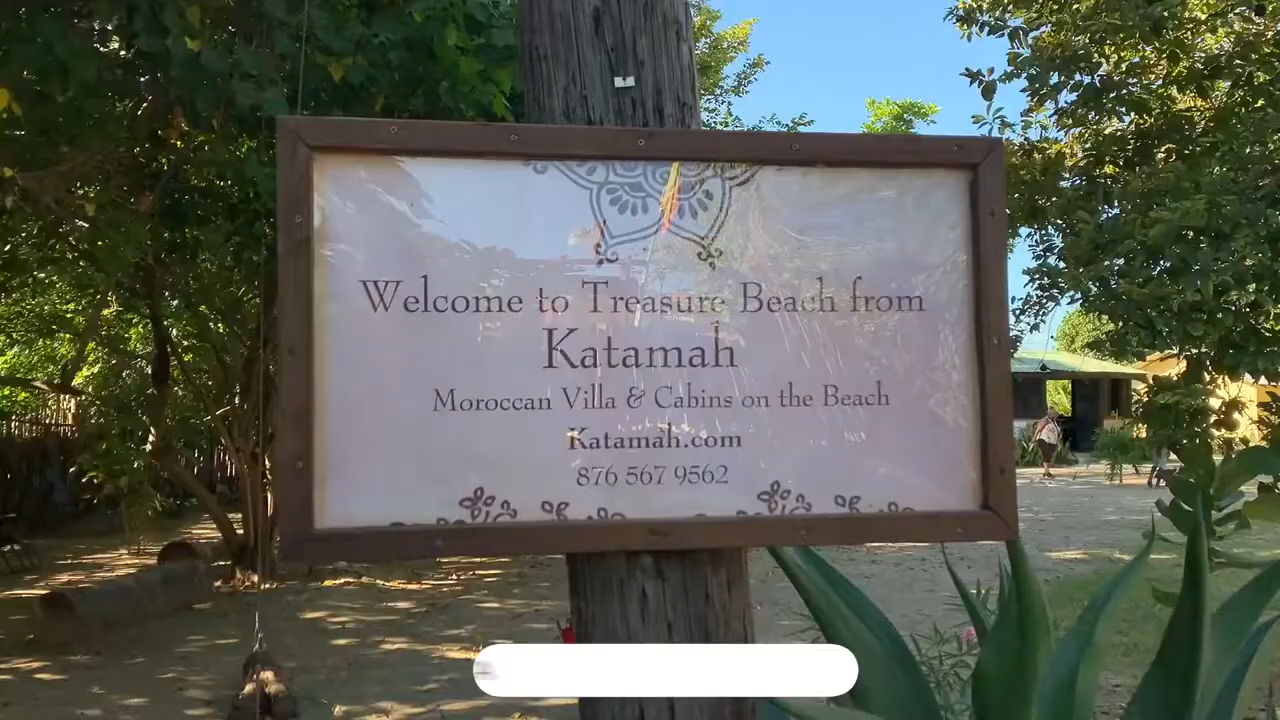 Welcome to Treasure Beach from
Katamah
Moroccan Villa & Cabins on the Beach
Katamah.com
876 567 9562